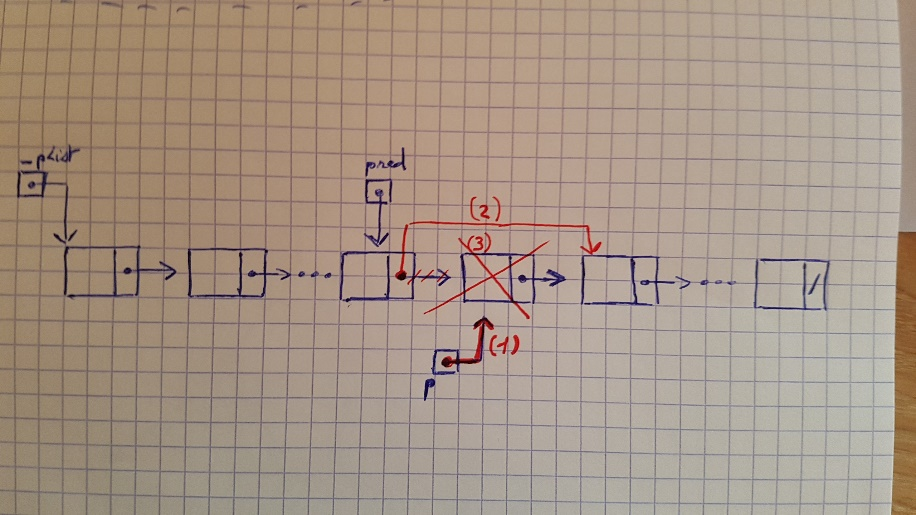 _pList
pred
(2)
(3)
(1)
p